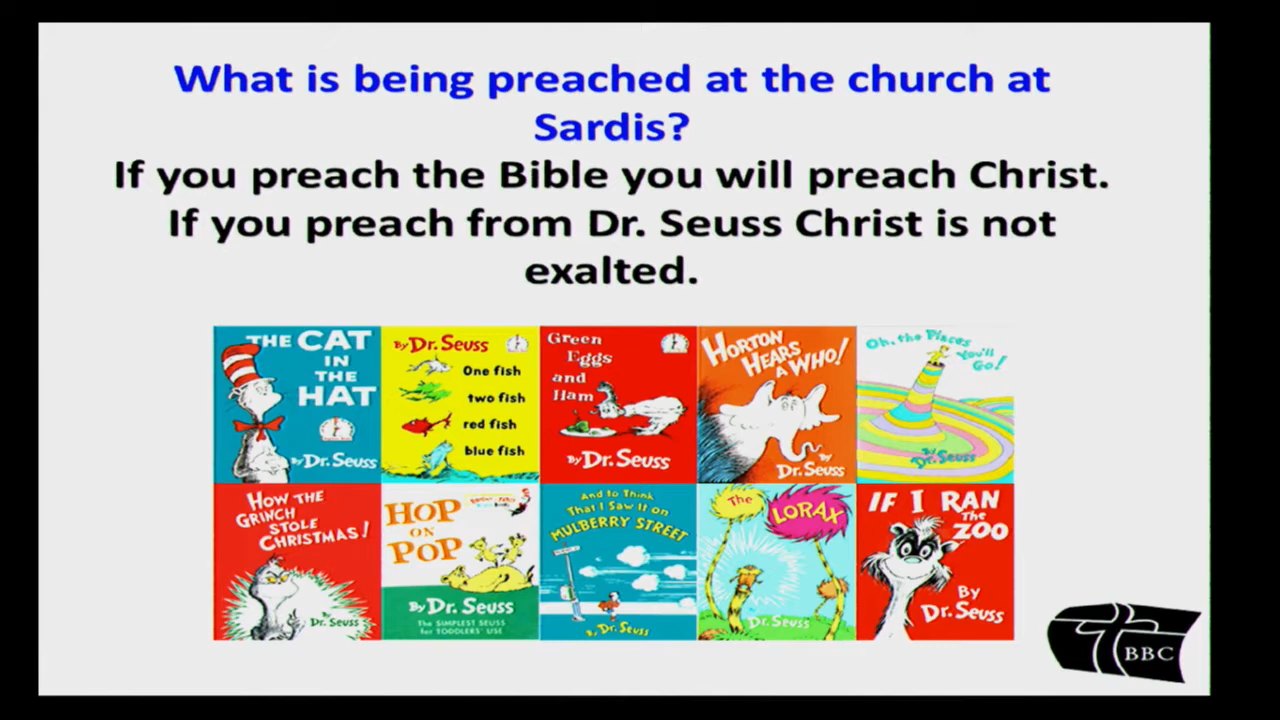 What is being preached at the church at
Sardis?
If you preach the Bible you will preach Christ.
If you preach from Dr. Seuss Christ is not
exalted.
THE CAT
IN
THE
HAT
By Dr. Seuss
By Dr. Seuss
One fish
two fish
red fish
blue fish
Green
Eggs
and
Ham
By Dr. Seuss
HORTON
HEARS
A WHO!
By
Dr. Seuss
Oh, the Places
You'll
Go!
By
Dr. Seuss
HOW THE
GRINCH
STOLE
CHRISTMAS!
By
Dr. Seuss
HOP
ON
POP
By Dr. Seuss
THE SIMPLEST SEUSS
for YOUNGEST USE
And to Think
That I Saw It on
MULBERRY STREET
By Dr. Seuss
The
LORAX
By
Dr. Seuss
IF I RAN
The
ZOO
By
Dr. Seuss
BBC